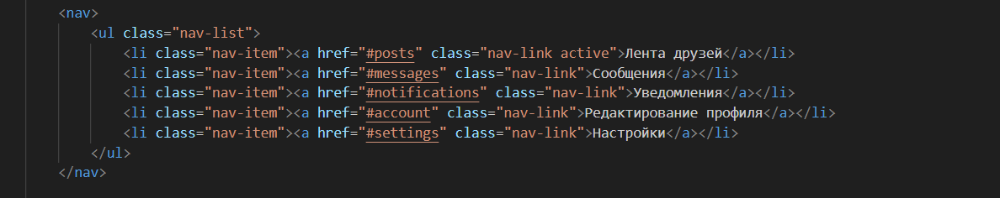 <nav>
<ul class="nav-list">
<li class="nav-item"><a href="#posts" class="nav-link active">Лента друзей</a></li>
<li class="nav-item"><a href="#messages" class="nav-link">Сообщения</a></li>
<li class="nav-item"><a href="#notifications" class="nav-link">Уведомления</a></li>
<li class="nav-item"><a href="#account" class="nav-link">Редактирование профиля</a></li>
<li class="nav-item"><a href="#settings" class="nav-link">Настройки</a></li>
</ul>
</nav>